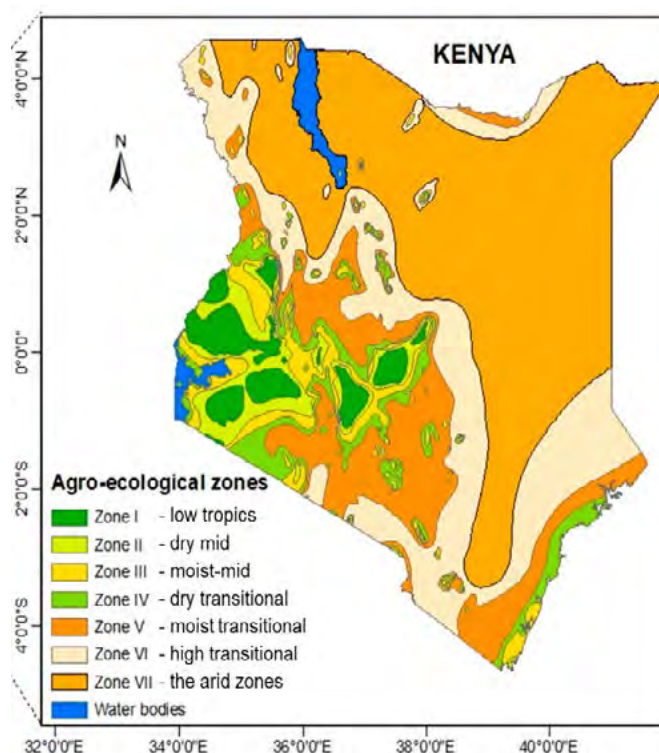 KENYA
N
4°0'0"N
2°0'0"N
0°0'0"
2°0'0"S
4°0'0"S
Agro-ecological zones
Zone I - low tropics
Zone II - dry mid
Zone III - moist-mid
Zone IV - dry transitional
Zone V - moist transitional
Zone VI - high transitional
Zone VII - the arid zones
Water bodies
32°0'0"E 34°0'0"E 36°0'0"E 38°0'0"E 40°0'0"E